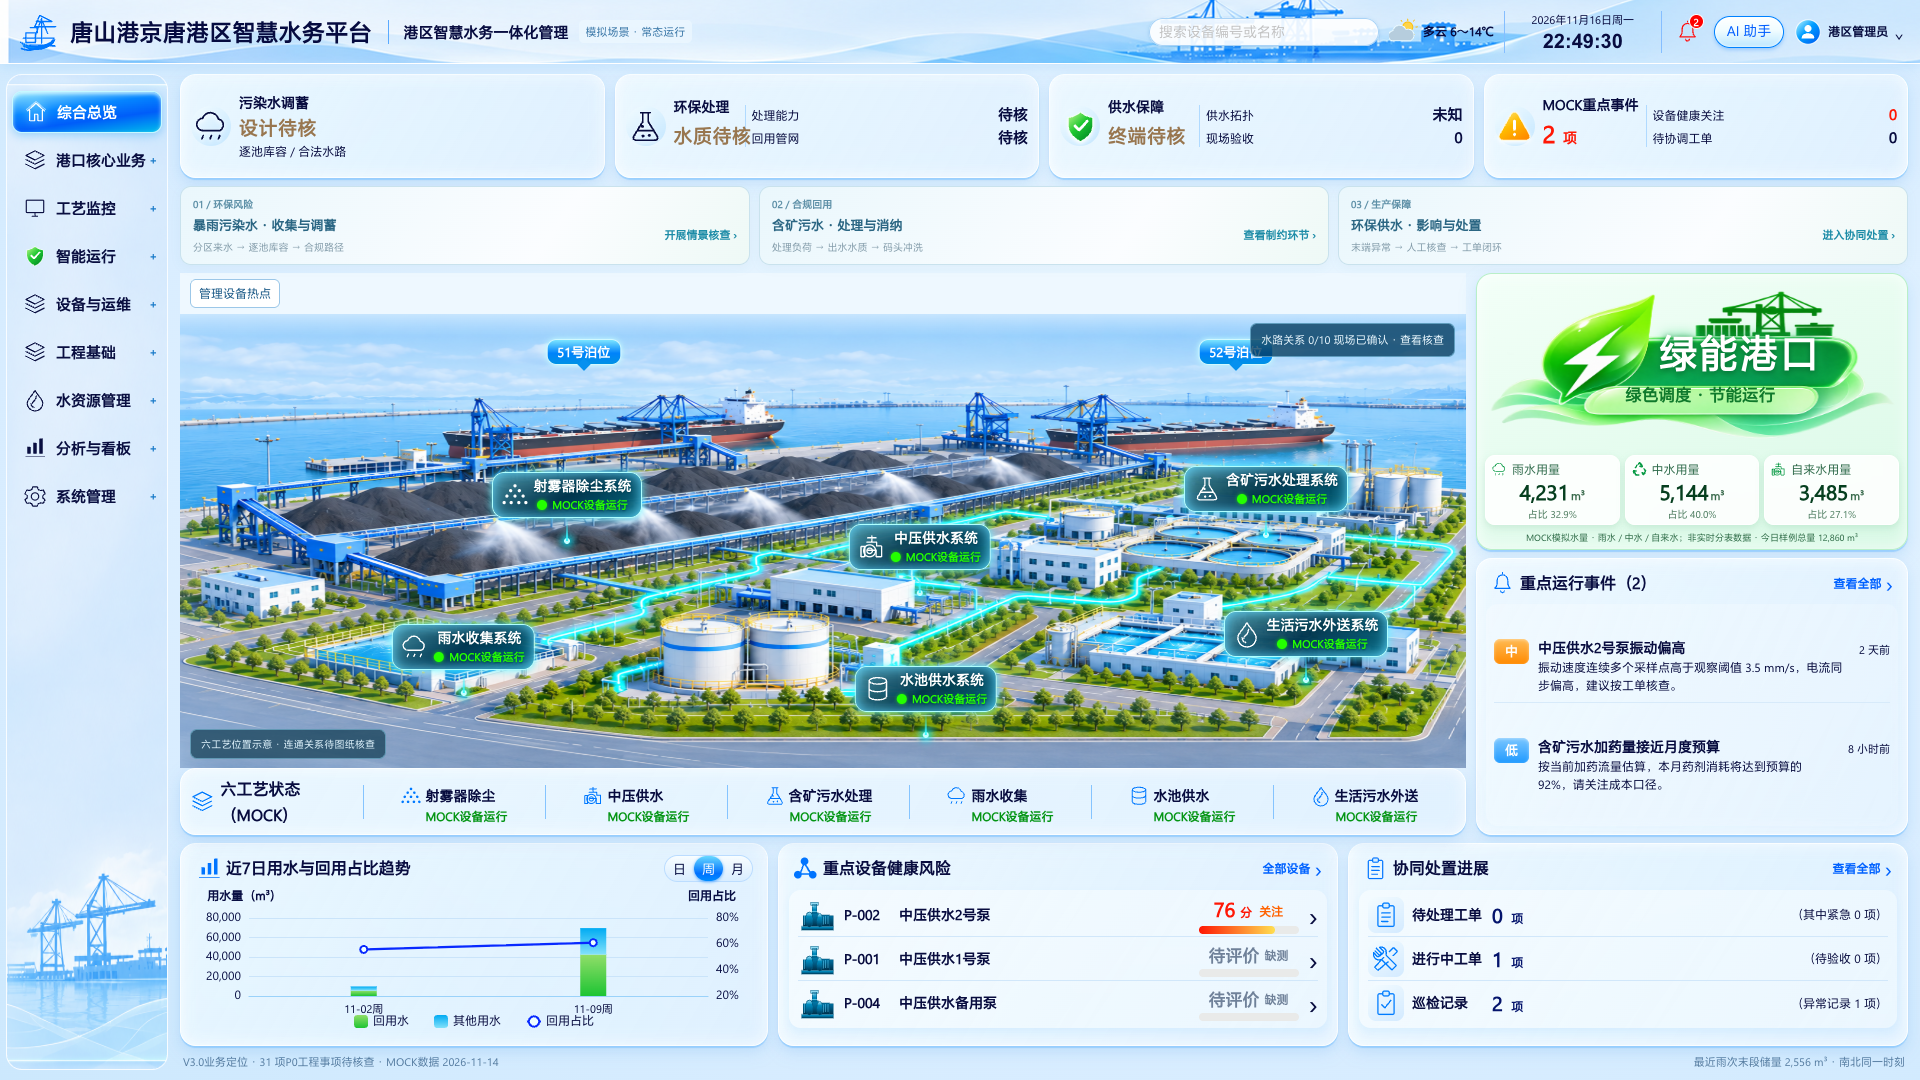 唐山港京唐港区智慧水务平台
港区智慧水务一体化管理
模拟场景 · 常态运行
搜索设备编号或名称
多云 6～14℃
2026年11月16日周一
22:49:30
2
AI 助手
港区管理员
综合总览
港口核心业务 +
工艺监控 +
智能运行 +
设备与运维 +
工程基础 +
水资源管理 +
分析与看板 +
系统管理 +
污染水调蓄
设计待核
逐池库容 / 合法水路
环保处理
水质待核
处理能力 待核
回用管网 待核
供水保障
终端待核
供水拓扑 未知
现场验收 0
MOCK重点事件
2 项
设备健康关注 0
待协调工单 0
01 / 环保风险
暴雨污染水 · 收集与调蓄
分区来水 → 逐池库容 → 合规路径
开展情景核查 ›
02 / 合规回用
含矿污水 · 处理与消纳
处理负荷 → 出水水质 → 码头冲洗
查看制约环节 ›
03 / 生产保障
环保供水 · 影响与处置
末端异常 → 人工核查 → 工单闭环
进入协同处置 ›
管理设备热点
51号泊位
52号泊
水路关系 0/10 现场已确认 · 查看核查
射雾器除尘系统
MOCK设备运行
含矿污水处理系统
MOCK设备运行
中压供水系统
MOCK设备运行
雨水收集系统
MOCK设备运行
生活污水外送系统
MOCK设备运行
水池供水系统
MOCK设备运行
六工艺位置示意 · 连通关系待图纸核查
六工艺状态
（MOCK）
射雾器除尘
MOCK设备运行
中压供水
MOCK设备运行
含矿污水处理
MOCK设备运行
雨水收集
MOCK设备运行
水池供水
MOCK设备运行
生活污水外送
MOCK设备运行
绿能港口
绿色调度 · 节能运行
雨水用量
4,231 m³
占比 32.9%
中水用量
5,144 m³
占比 40.0%
自来水用量
3,485 m³
占比 27.1%
MOCK模拟水量 · 雨水 / 中水 / 自来水；非实时分表数据 · 今日样例总量 12,860 m³
重点运行事件（2）
查看全部 ›
中
中压供水2号泵振动偏高
2 天前
振动速度连续多个采样点高于观察阈值 3.5 mm/s，电流同
步偏高，建议按工单核查。
低
含矿污水加药量接近月度预算
8 小时前
按当前加药流量估算，本月药剂消耗将达到预算的
92%，请关注成本口径。
近7日用水与回用占比趋势
日 周 月
用水量（m³）
回用占比
80,000
60,000
40,000
20,000
0
80%
60%
40%
20%
11-02周
11-09周
回用水
其他用水
回用占比
重点设备健康风险
全部设备 ›
P-002 中压供水2号泵 76 分 关注 ›
P-001 中压供水1号泵 待评价 缺测 ›
P-004 中压供水备用泵 待评价 缺测 ›
协同处置进展
查看全部 ›
待处理工单 0 项 （其中紧急 0 项）
进行中工单 1 项 （待验收 0 项）
巡检记录 2 项 （异常记录 1 项）
V3.0业务定位 · 31 项P0工程事项待核查 · MOCK数据 2026-11-14
最近雨次末段储量 2,556 m³ · 南北同一时刻